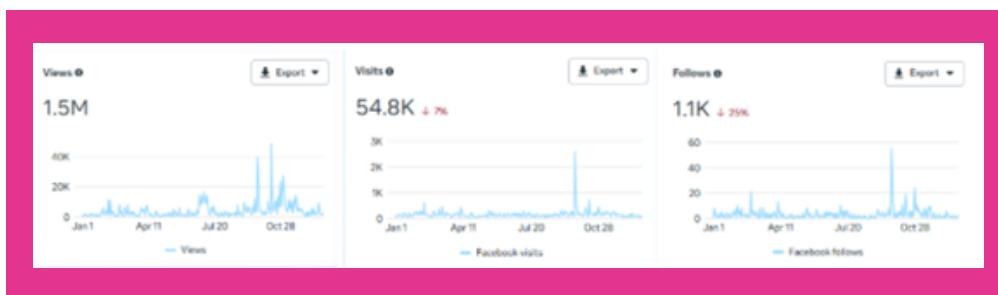 Views
Export
1.5M
40K
20K
0
Jan 1 Apr 11 Jul 20 Oct 28
Views
Visits
Export
54.8K ↓ 7%
3K
2K
1K
0
Jan 1 Apr 11 Jul 20 Oct 28
Facebook visits
Follows
Export
1.1K ↓ 25%
60
40
20
0
Jan 1 Apr 11 Jul 20 Oct 28
Facebook follows